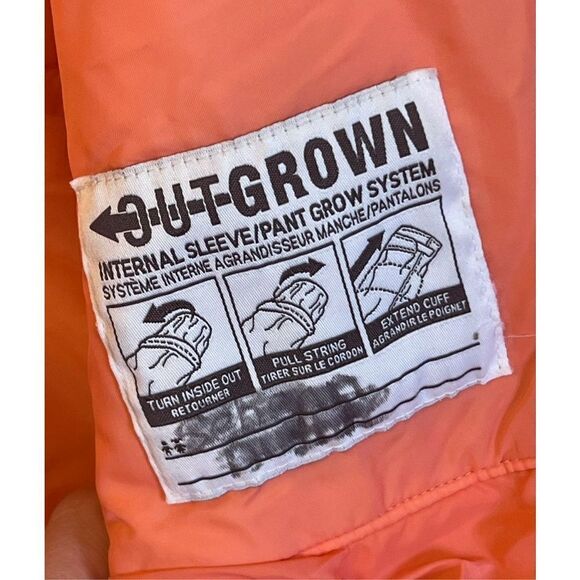 OUTGROWN
INTERNAL SLEEVE/PANT GROW SYSTEM
SYSTÈME INTERNE AGRANDISSEUR MANCHE/PANTALONS
TURN INSIDE OUT
RETOURNER
PULL STRING
TIRER SUR LE CORDON
EXTEND CUFF
AGRANDIR LE POIGNET